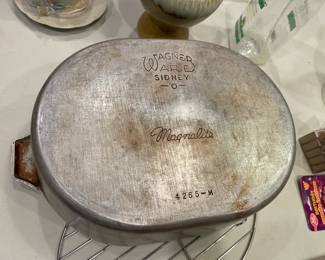 WAGNER
WARE
SIDNEY
-O-
Magnalite
4265-M